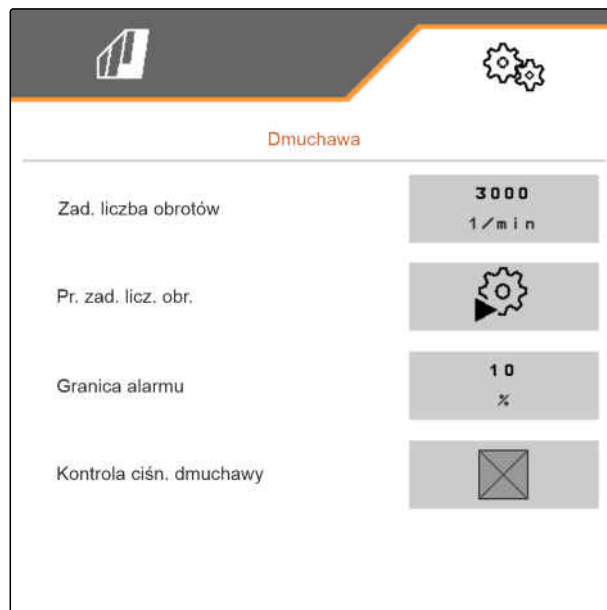 Dmuchawa
Zad. liczba obrotów
3000
1/min
Pr. zad. licz. obr.
Granica alarmu
10
%
Kontrola ciśn. dmuchawy